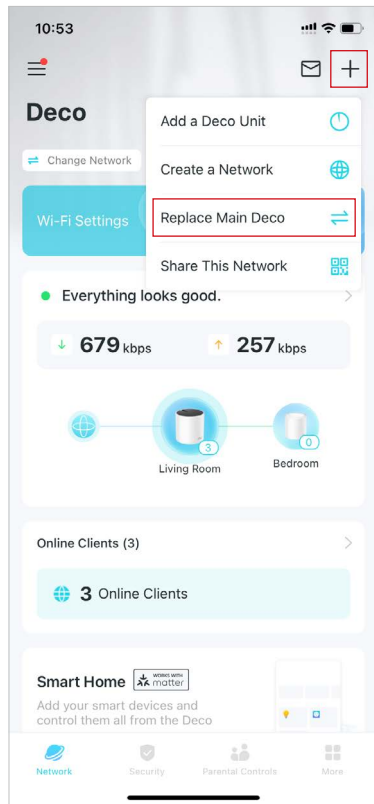 10:53
Deco
Add a Deco Unit
Change Network
Create a Network
Wi-Fi Settings
Replace Main Deco
Share This Network
Everything looks good.
679 kbps
257 kbps
3
0
Living Room
Bedroom
Online Clients (3)
3 Online Clients
Smart Home
WORKS WITH
matter
Add your smart devices and
control them all from the Deco
Network
Security
Parental Controls
More